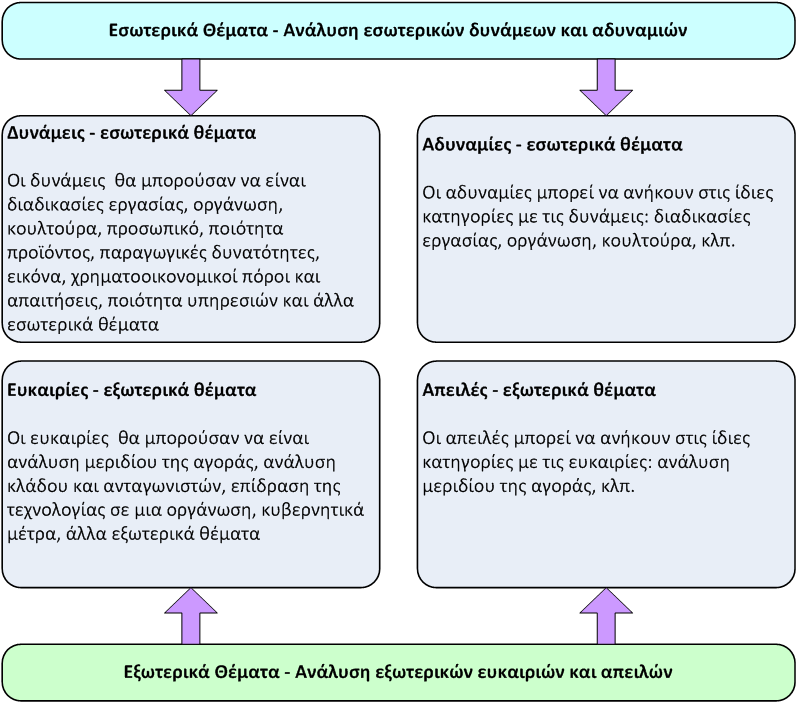 Εσωτερικά Θέματα - Ανάλυση εσωτερικών δυνάμεων και αδυναμιών
Δυνάμεις - εσωτερικά θέματα
Οι δυνάμεις θα μπορούσαν να είναι
διαδικασίες εργασίας, οργάνωση,
κουλτούρα, προσωπικό, ποιότητα
προϊόντος, παραγωγικές δυνατότητες,
εικόνα, χρηματοοικονομικοί πόροι και
απαιτήσεις, ποιότητα υπηρεσιών και άλλα
εσωτερικά θέματα
Αδυναμίες - εσωτερικά θέματα
Οι αδυναμίες μπορεί να ανήκουν στις ίδιες
κατηγορίες με τις δυνάμεις: διαδικασίες
εργασίας, οργάνωση, κουλτούρα, κλπ.
Ευκαιρίες - εξωτερικά θέματα
Οι ευκαιρίες θα μπορούσαν να είναι
ανάλυση μεριδίου της αγοράς, ανάλυση
κλάδου και ανταγωνιστών, επίδραση της
τεχνολογίας σε μια οργάνωση, κυβερνητικά
μέτρα, άλλα εξωτερικά θέματα
Απειλές - εξωτερικά θέματα
Οι απειλές μπορεί να ανήκουν στις ίδιες
κατηγορίες με τις ευκαιρίες: ανάλυση
μεριδίου της αγοράς, κλπ.
Εξωτερικά Θέματα - Ανάλυση εξωτερικών ευκαιριών και απειλών